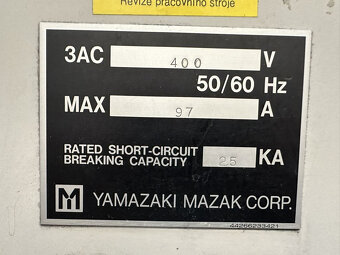 Revize pracovního stroje
3AC 400 V
50/60 Hz
MAX 97 A
RATED SHORT-CIRCUIT
BREAKING CAPACITY 25 KA
YAMAZAKI MAZAK CORP.